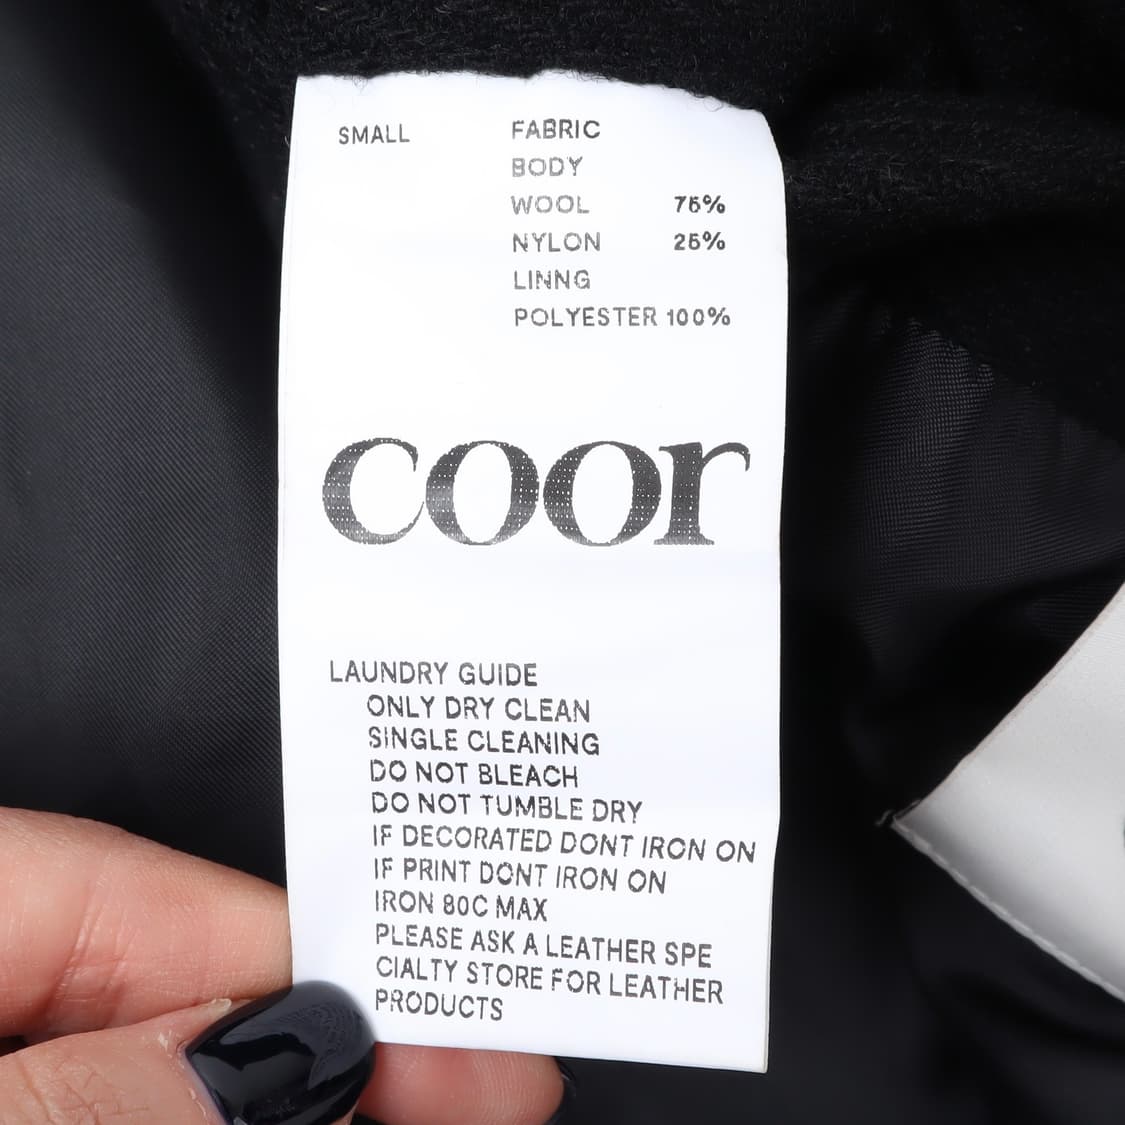 SMALL FABRIC
BODY
WOOL 75%
NYLON 25%
LINNG
POLYESTER 100%
coor
LAUNDRY GUIDE
ONLY DRY CLEAN
SINGLE CLEANING
DO NOT BLEACH
DO NOT TUMBLE DRY
IF DECORATED DONT IRON ON
IF PRINT DONT IRON ON
IRON 80C MAX
PLEASE ASK A LEATHER SPE
CIALTY STORE FOR LEATHER
PRODUCTS